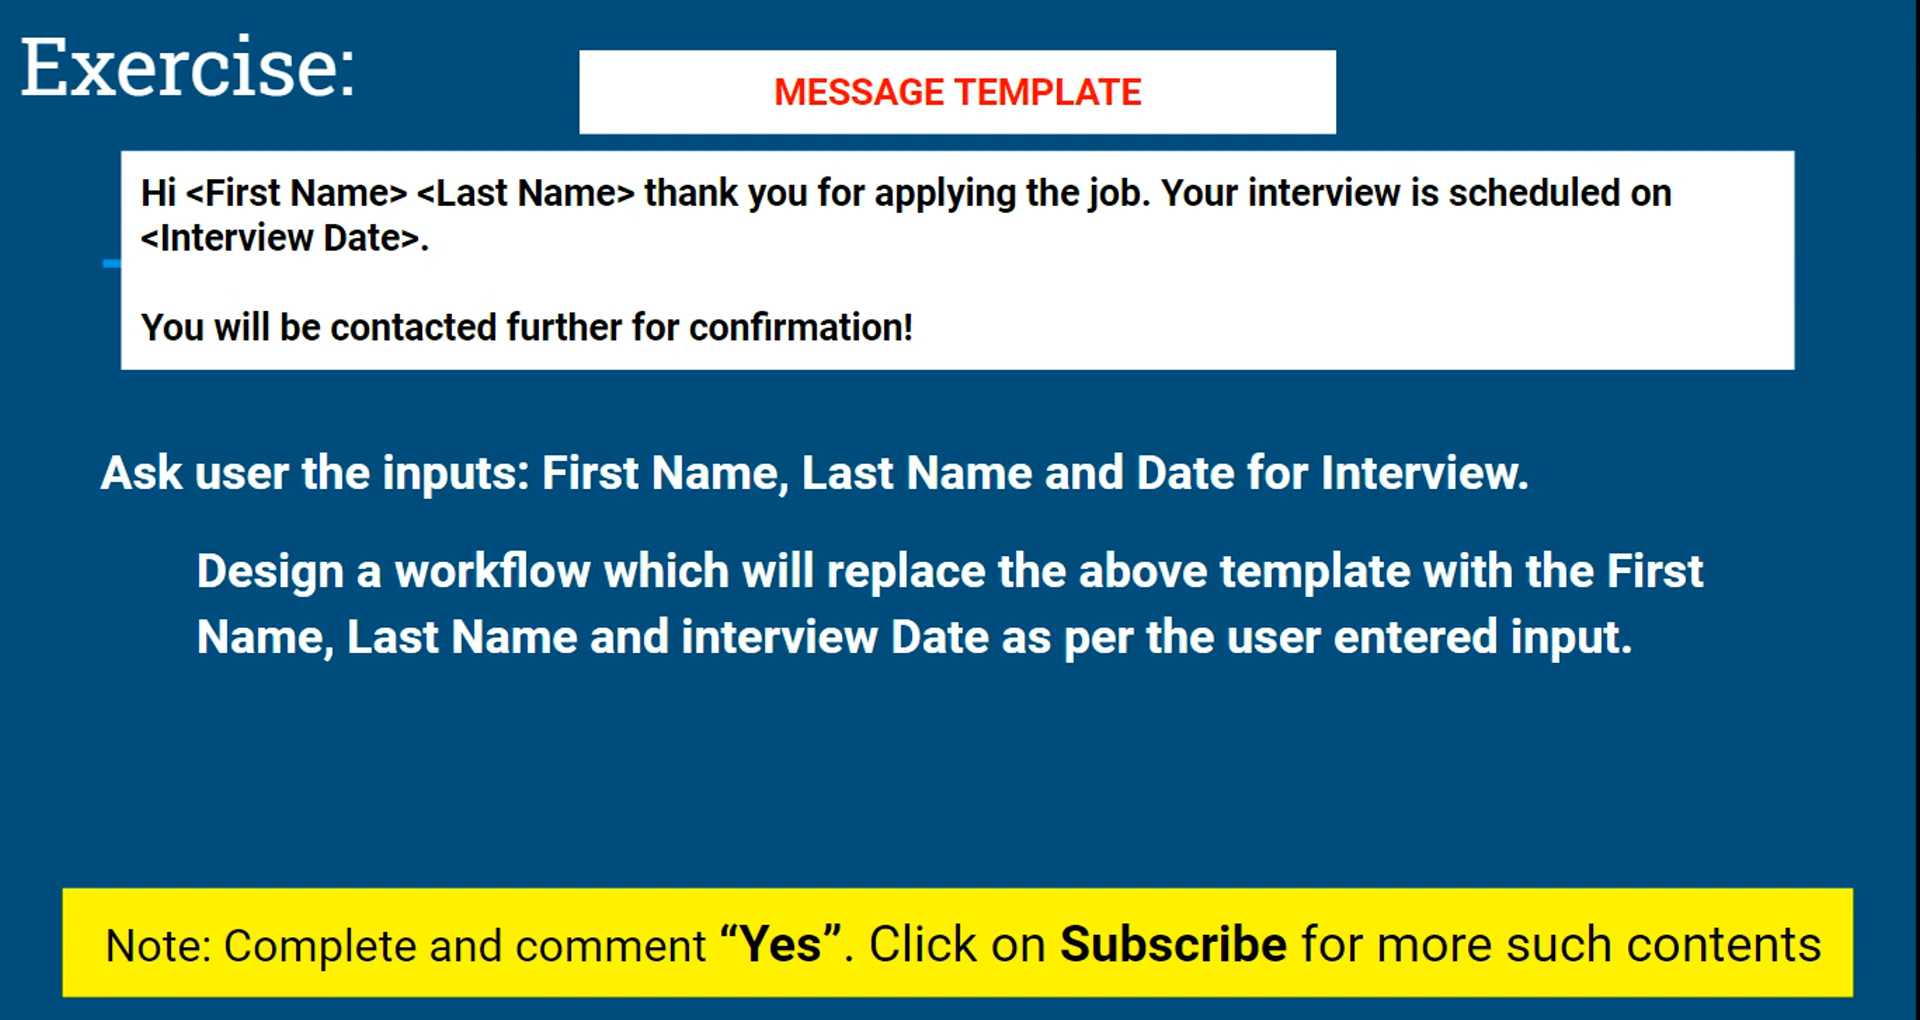 Exercise:
MESSAGE TEMPLATE
Hi <First Name> <Last Name> thank you for applying the job. Your interview is scheduled on
<Interview Date>.
You will be contacted further for confirmation!
Ask user the inputs: First Name, Last Name and Date for Interview.
Design a workflow which will replace the above template with the First
Name, Last Name and interview Date as per the user entered input.
Note: Complete and comment “Yes”. Click on Subscribe for more such contents